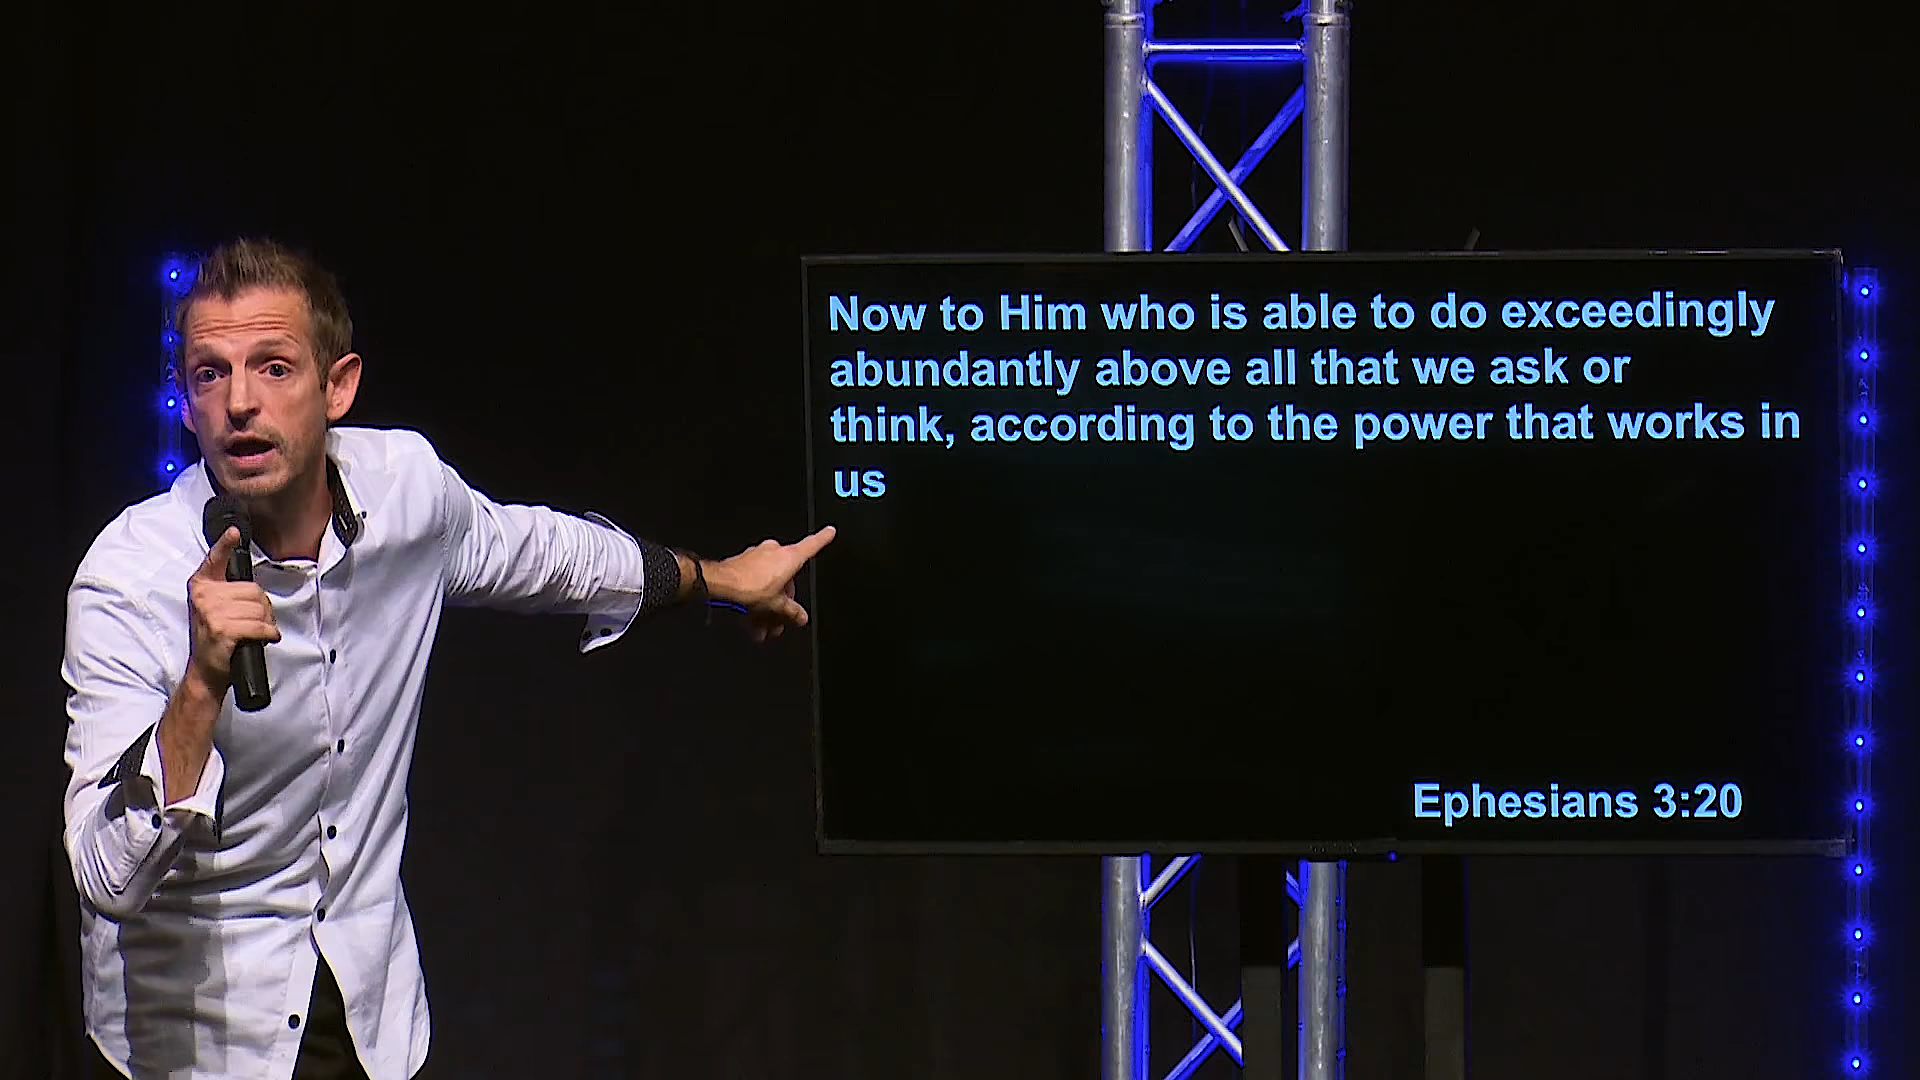 Now to Him who is able to do exceedingly
abundantly above all that we ask or
think, according to the power that works in
us
Ephesians 3:20